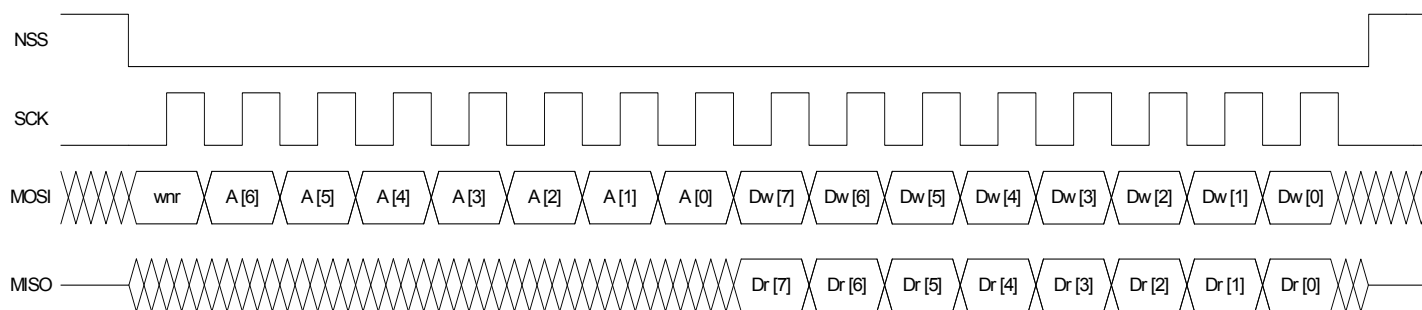 NSS
SCK
MOSI wnr A [6] A [5] A [4] A [3] A [2] A [1] A [0] Dw [7] Dw [6] Dw [5] Dw [4] Dw [3] Dw [2] Dw [1] Dw [0]
MISO Dr [7] Dr [6] Dr [5] Dr [4] Dr [3] Dr [2] Dr [1] Dr [0]